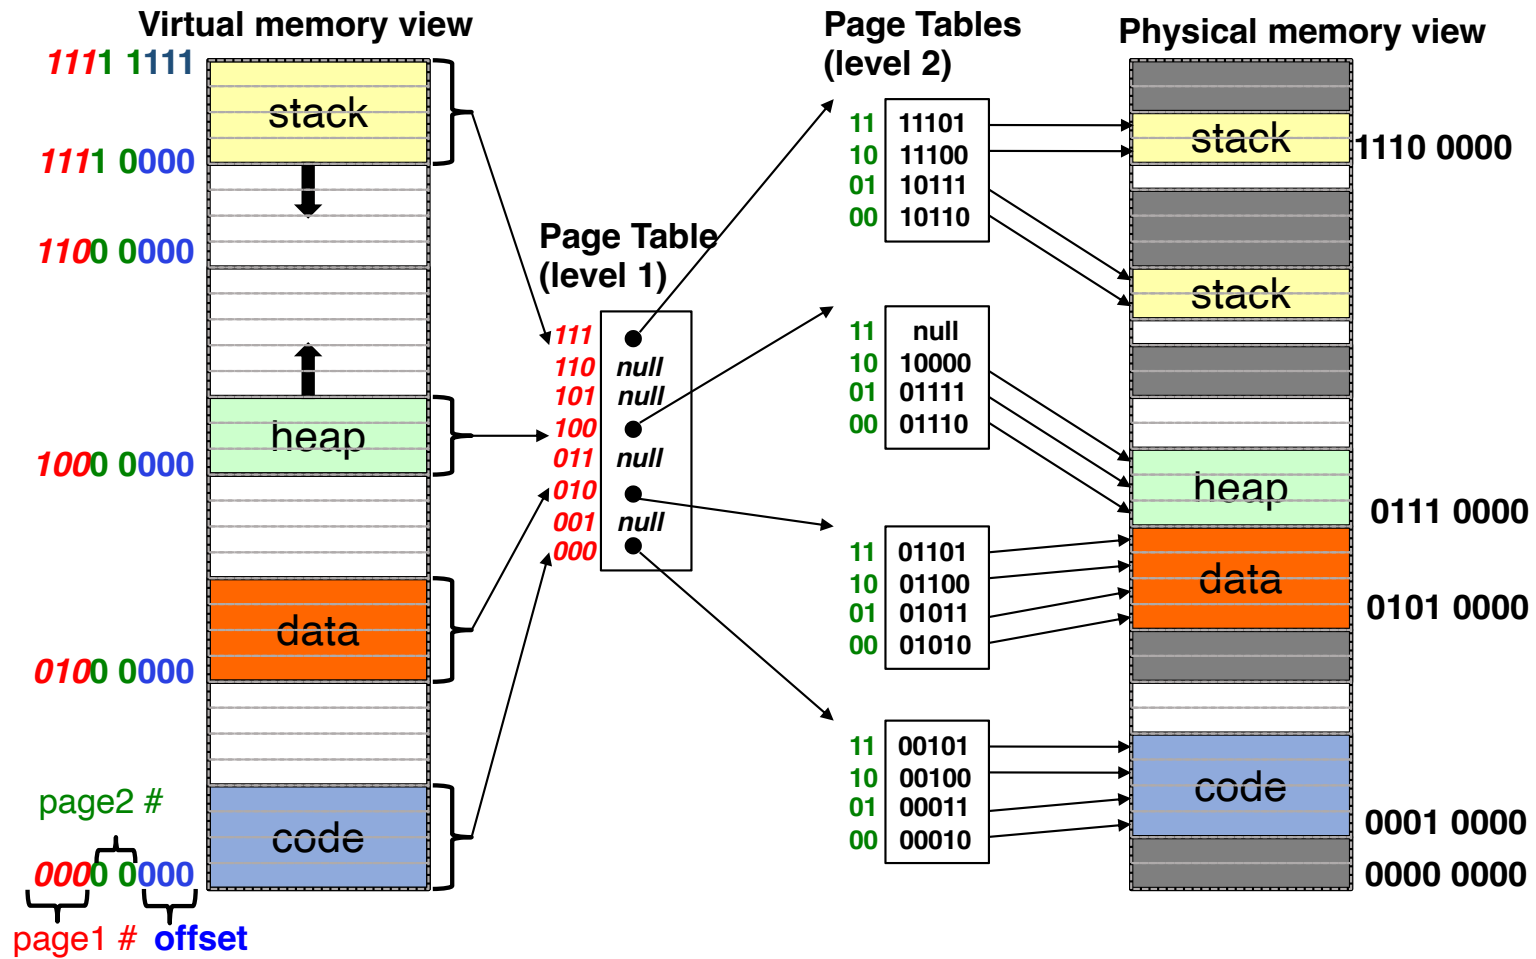 Virtual memory view
1111 1111
stack
1111 0000
1100 0000
heap
1000 0000
data
0100 0000
page2 #
code
0000 0000
page1 # offset
Page Table
(level 1)
111
110 null
101 null
100
011 null
010
001 null
000
Page Tables
(level 2)
11 11101
10 11100
01 10111
00 10110
11 null
10 10000
01 01111
00 01110
11 01101
10 01100
01 01011
00 01010
11 00101
10 00100
01 00011
00 00010
Physical memory view
stack
1110 0000
stack
heap
0111 0000
data
0101 0000
code
0001 0000
0000 0000